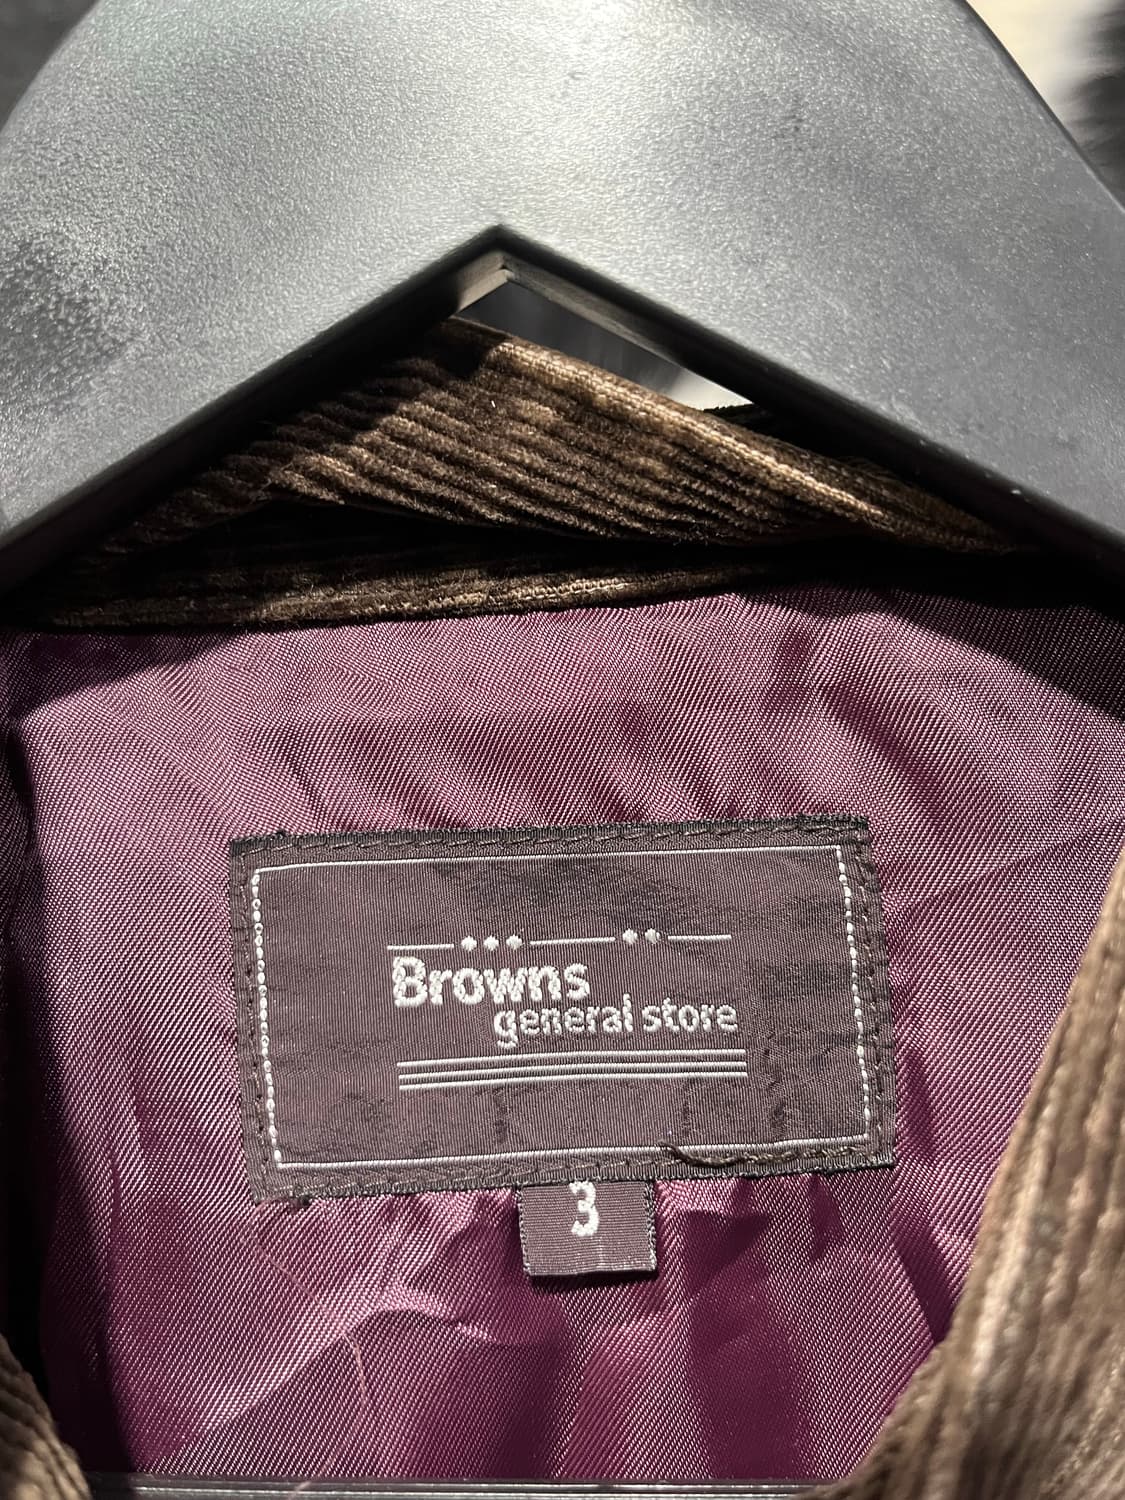 Browns
general store
3